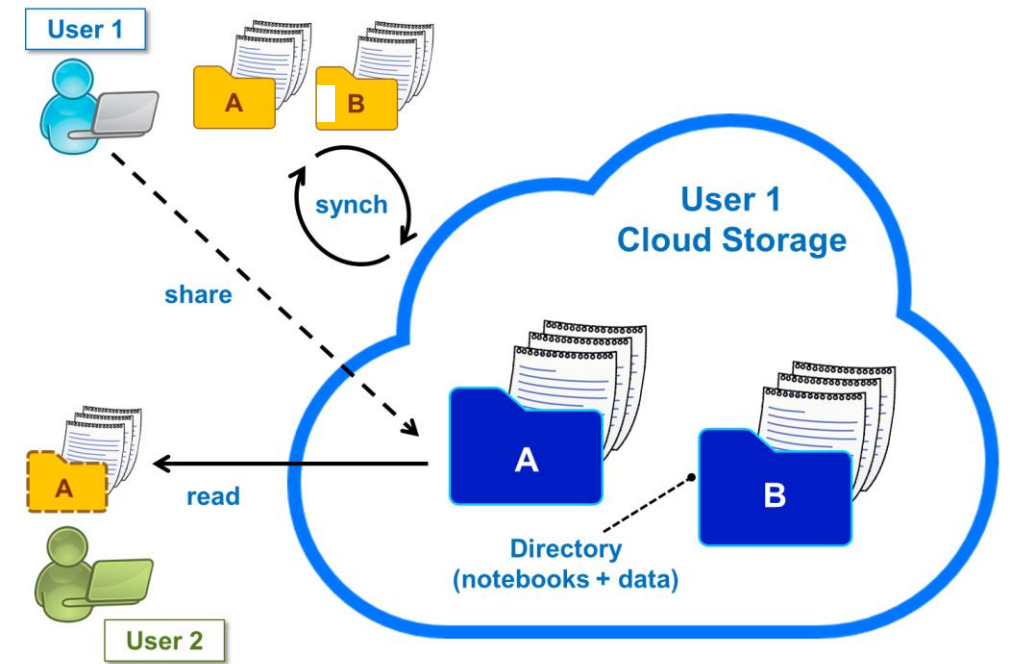 User 1
A
B
synch
User 1
Cloud Storage
share
A
B
A
read
Directory
(notebooks + data)
User 2